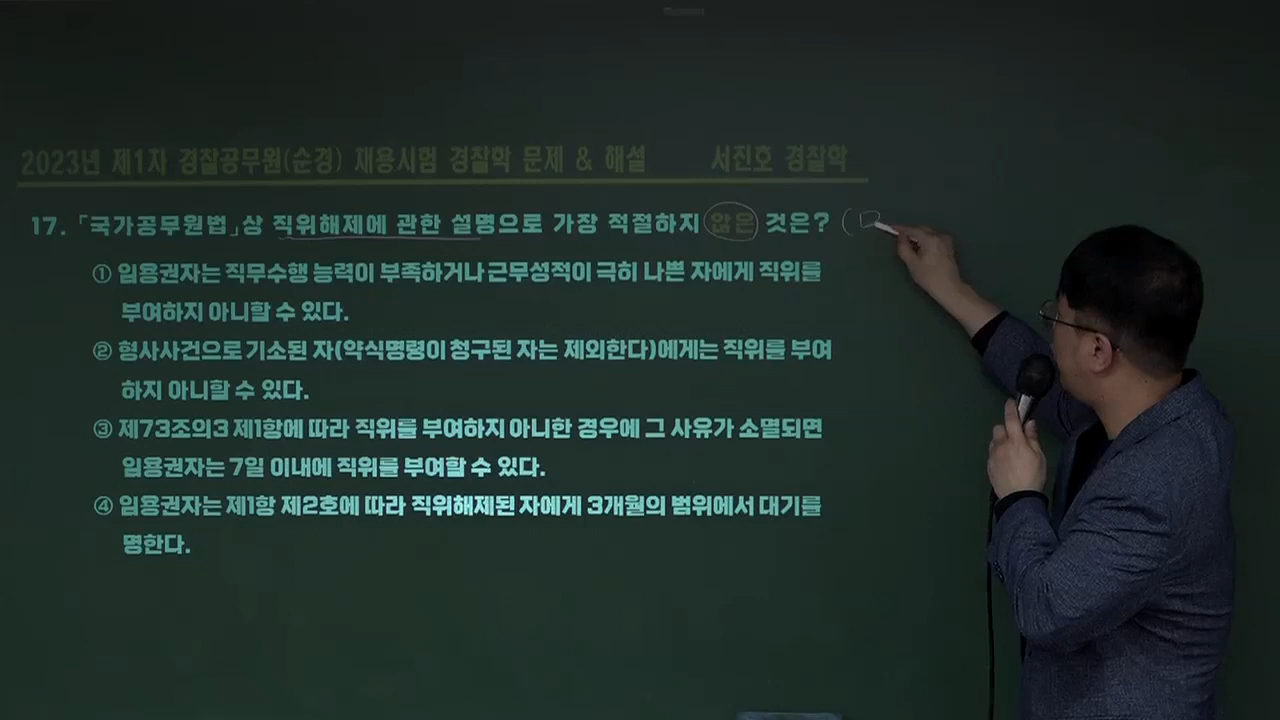 2023년 제1차 경찰공무원(순경) 채용시험 경찰학 문제 & 해설 서진호 경찰학
17. 「국가공무원법」상 직위해제에 관한 설명으로 가장 적절하지 않은 것은? (
① 임용권자는 직무수행 능력이 부족하거나 근무성적이 극히 나쁜 자에게 직위를
부여하지 아니할 수 있다.
② 형사사건으로 기소된 자(약식명령이 청구된 자는 제외한다)에게는 직위를 부여
하지 아니할 수 있다.
③ 제73조의3 제1항에 따라 직위를 부여하지 아니한 경우에 그 사유가 소멸되면
임용권자는 7일 이내에 직위를 부여할 수 있다.
④ 임용권자는 제1항 제2호에 따라 직위해제된 자에게 3개월의 범위에서 대기를
명한다.